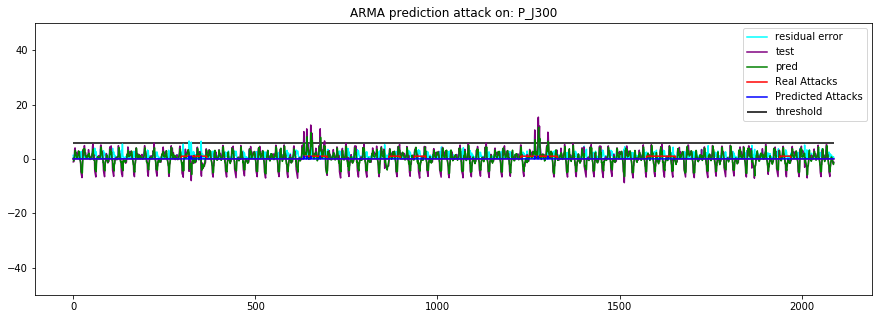 ARMA prediction attack on: P_J300
residual error
test
pred
Real Attacks
Predicted Attacks
threshold
40
20
0
−20
−40
0
500
1000
1500
2000